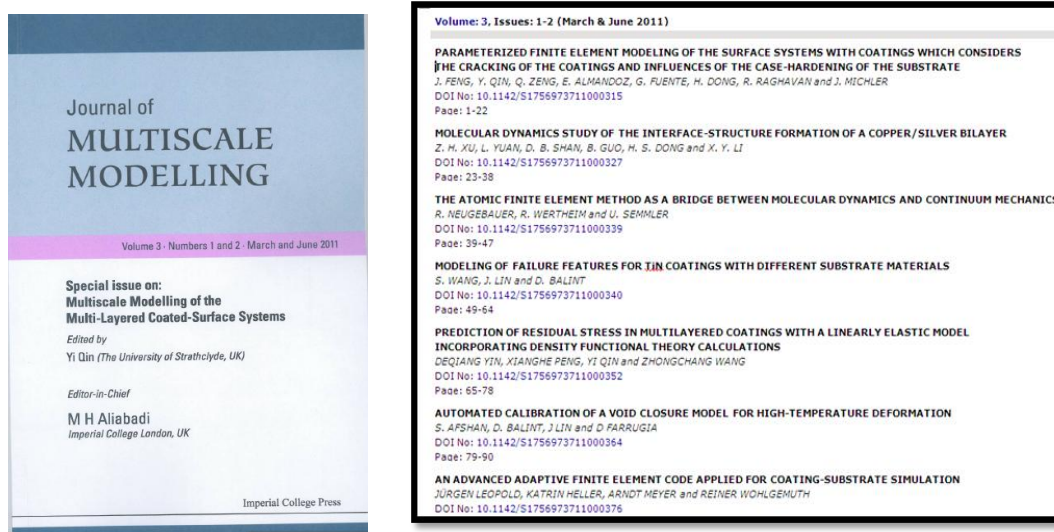 Journal of
MULTISCALE
MODELLING
Volume 3 · Numbers 1 and 2 · March and June 2011
Special issue on:
Multiscale Modelling of the
Multi-Layered Coated-Surface Systems
Edited by
Yi Qin (The University of Strathclyde, UK)
Editor-in-Chief
M H Aliabadi
Imperial College London, UK
Imperial College Press
Volume: 3, Issues: 1-2 (March & June 2011)
PARAMETERIZED FINITE ELEMENT MODELING OF THE SURFACE SYSTEMS WITH COATINGS WHICH CONSIDERS
THE CRACKING OF THE COATINGS AND INFLUENCES OF THE CASE-HARDENING OF THE SUBSTRATE
J. FENG, Y. QIN, Q. ZENG, E. ALMANDOZ, G. FUENTE, H. DONG, R. RAGHAVAN and J. MICHLER
DOI No: 10.1142/S1756973711000315
Page: 1-22
MOLECULAR DYNAMICS STUDY OF THE INTERFACE-STRUCTURE FORMATION OF A COPPER/SILVER BILAYER
Z. H. XU, L. YUAN, D. B. SHAN, B. GUO, H. S. DONG and X. Y. LI
DOI No: 10.1142/S1756973711000327
Page: 23-38
THE ATOMIC FINITE ELEMENT METHOD AS A BRIDGE BETWEEN MOLECULAR DYNAMICS AND CONTINUUM MECHANICS
R. NEUGEBAUER, R. WERTHEIM and U. SEMMLER
DOI No: 10.1142/S1756973711000339
Page: 39-47
MODELING OF FAILURE FEATURES FOR TiN COATINGS WITH DIFFERENT SUBSTRATE MATERIALS
S. WANG, J. LIN and D. BALINT
DOI No: 10.1142/S1756973711000340
Page: 49-64
PREDICTION OF RESIDUAL STRESS IN MULTILAYERED COATINGS WITH A LINEARLY ELASTIC MODEL
INCORPORATING DENSITY FUNCTIONAL THEORY CALCULATIONS
DEQIANG YIN, XIANGHE PENG, YI QIN and ZHONGCHANG WANG
DOI No: 10.1142/S1756973711000352
Page: 65-78
AUTOMATED CALIBRATION OF A VOID CLOSURE MODEL FOR HIGH-TEMPERATURE DEFORMATION
S. AFSHAN, D. BALINT, J LIN and D FARRUGIA
DOI No: 10.1142/S1756973711000364
Page: 79-90
AN ADVANCED ADAPTIVE FINITE ELEMENT CODE APPLIED FOR COATING-SUBSTRATE SIMULATION
JÜRGEN LEOPOLD, KATRIN HELLER, ARNDT MEYER and REINER WOHLGEMUTH
DOI No: 10.1142/S1756973711000376